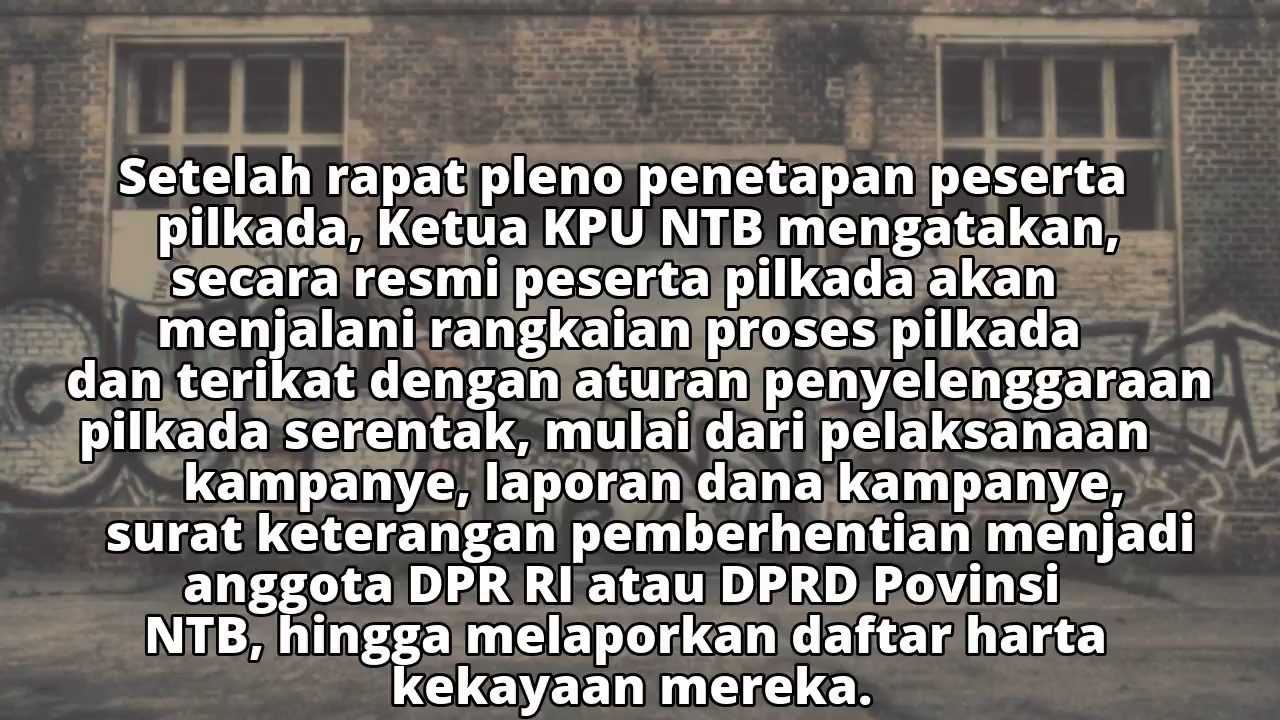 Setelah rapat pleno penetapan peserta
pilkada, Ketua KPU NTB mengatakan,
secara resmi peserta pilkada akan
menjalani rangkaian proses pilkada
dan terikat dengan aturan penyelenggaraan
pilkada serentak, mulai dari pelaksanaan
kampanye, laporan dana kampanye,
surat keterangan pemberhentian menjadi
anggota DPR RI atau DPRD Povinsi
NTB, hingga melaporkan daftar harta
kekayaan mereka.